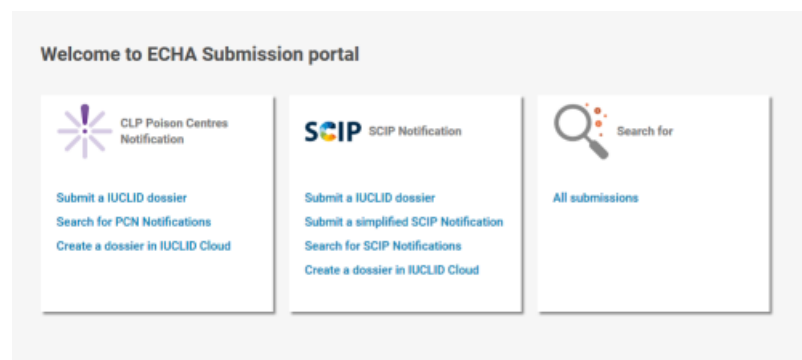 Welcome to ECHA Submission portal
CLP Poison Centres
Notification
Submit a IUCLID dossier
Search for PCN Notifications
Create a dossier in IUCLID Cloud
SCIP SCIP Notification
Submit a IUCLID dossier
Submit a simplified SCIP Notification
Search for SCIP Notifications
Create a dossier in IUCLID Cloud
Search for
All submissions